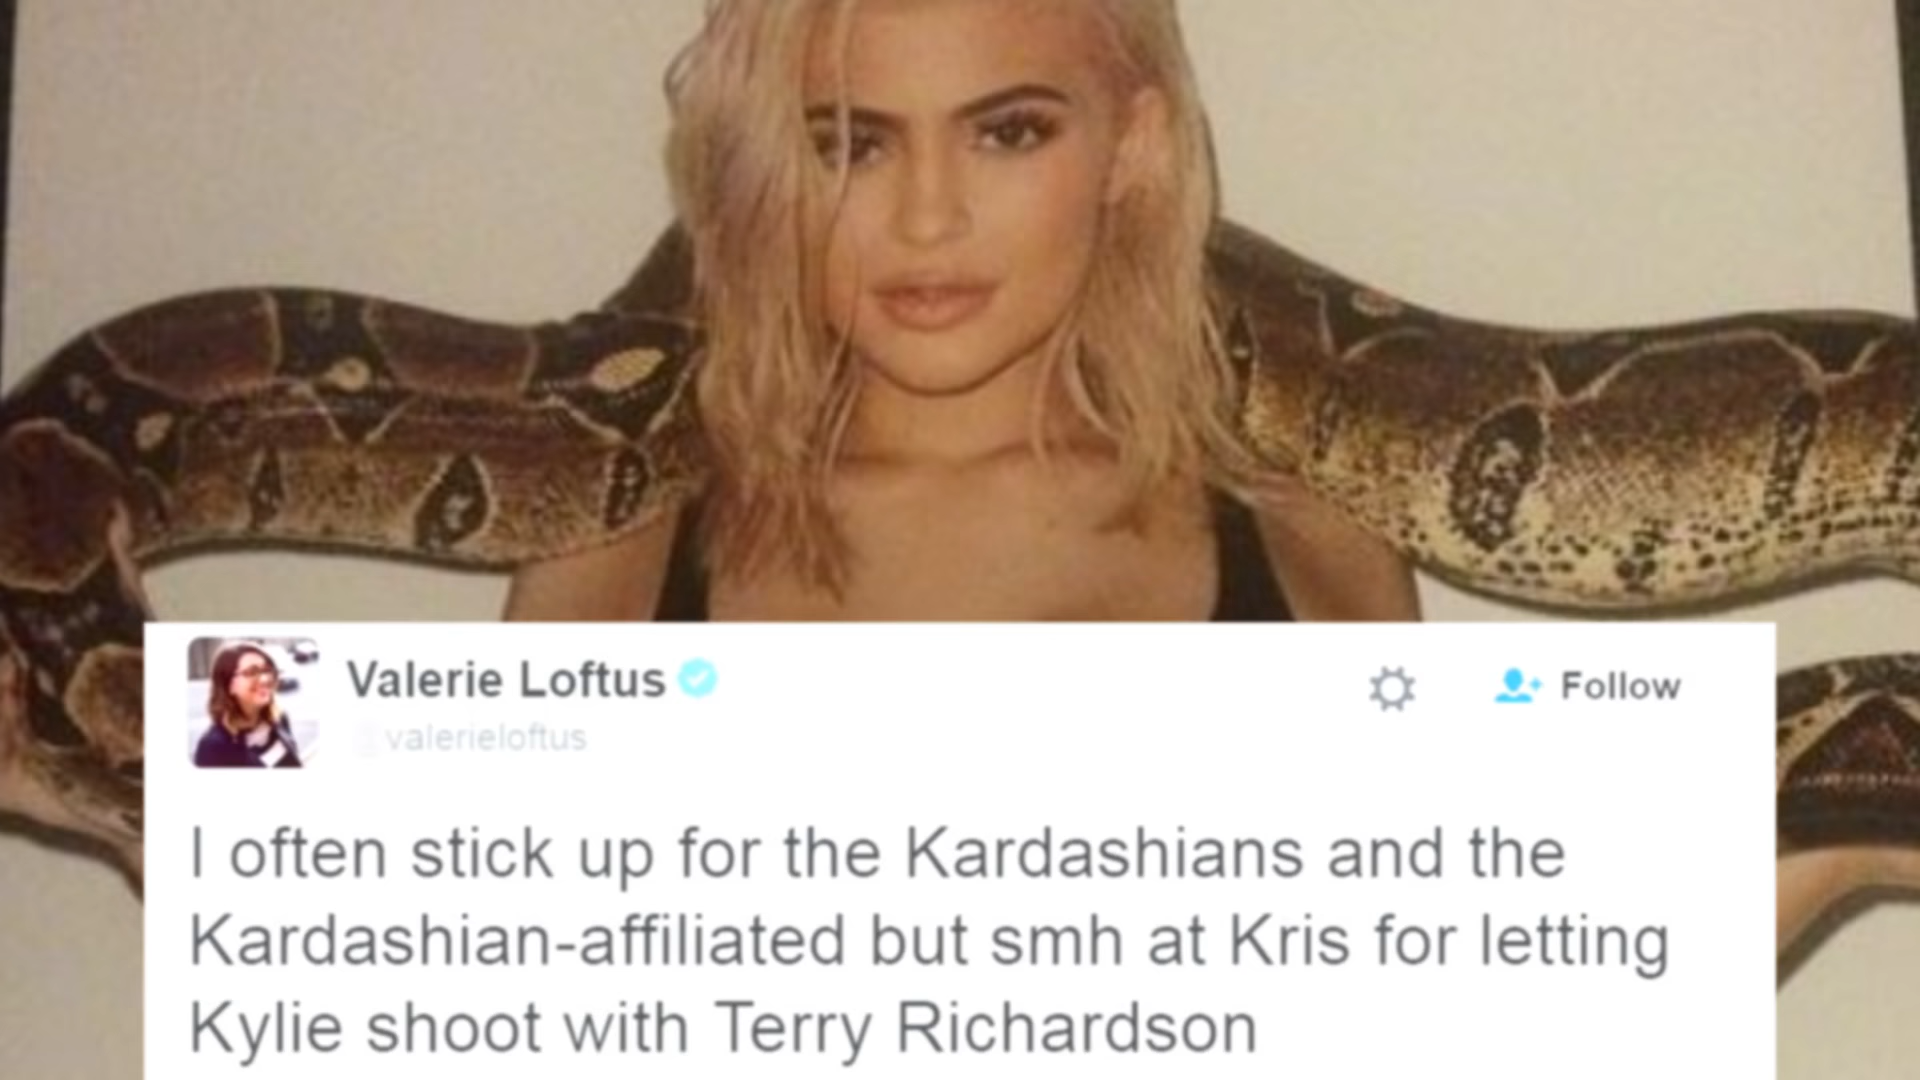 Valerie Loftus
valerieloftus
Follow
I often stick up for the Kardashians and the
Kardashian-affiliated but smh at Kris for letting
Kylie shoot with Terry Richardson